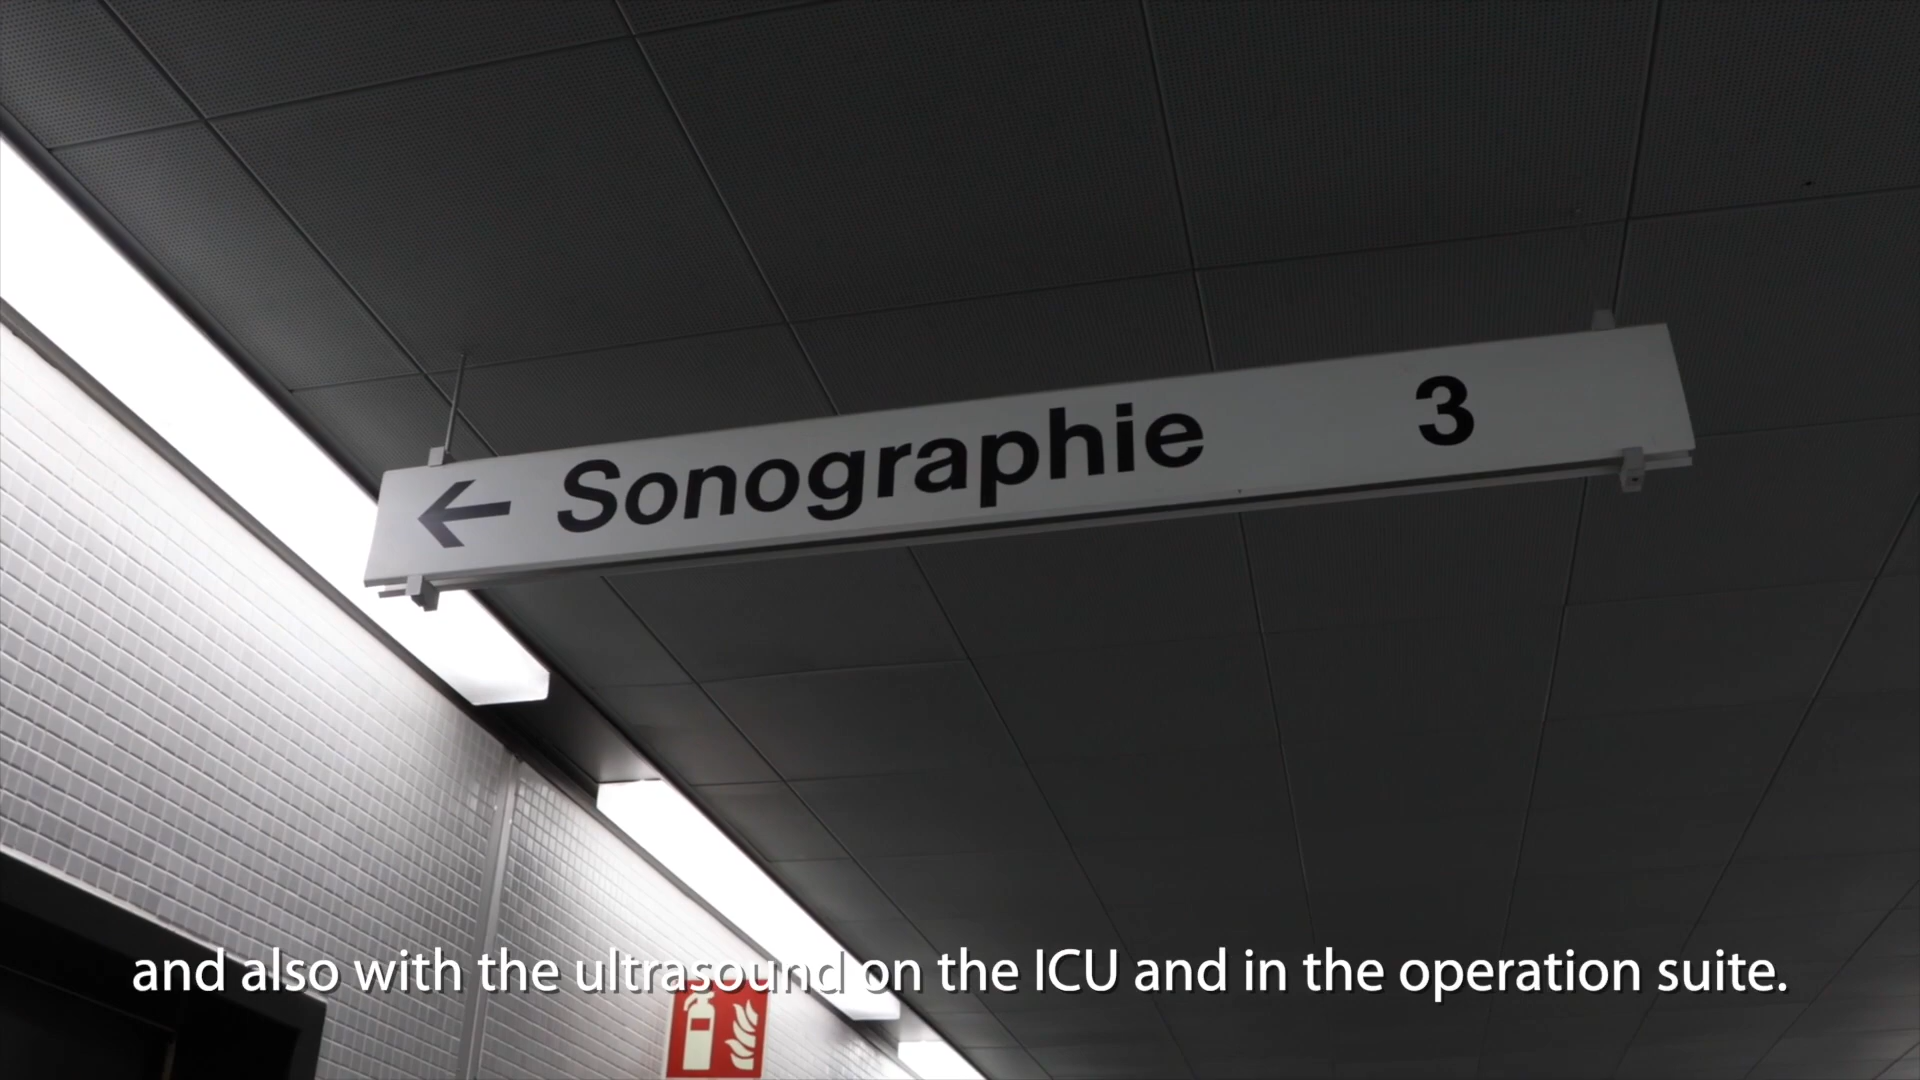 ← Sonographie 3
and also with the ultrasound on the ICU and in the operation suite.